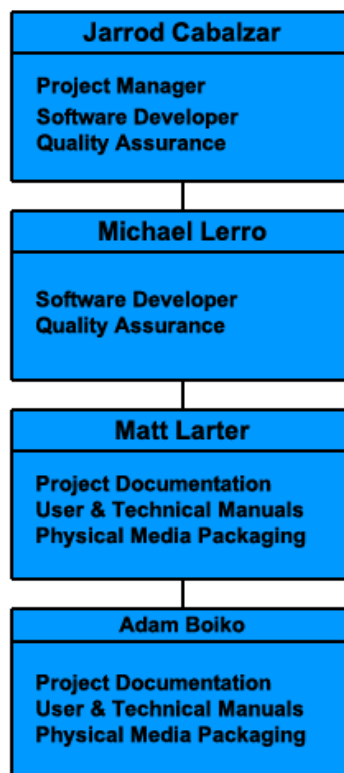 Jarrod Cabalzar
Project Manager
Software Developer
Quality Assurance
Michael Lerro
Software Developer
Quality Assurance
Matt Larter
Project Documentation
User & Technical Manuals
Physical Media Packaging
Adam Boiko
Project Documentation
User & Technical Manuals
Physical Media Packaging